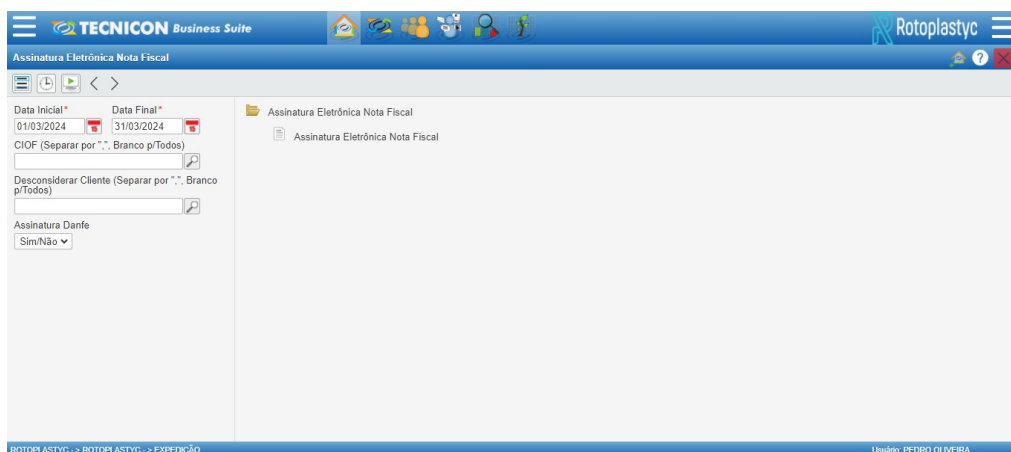 TECNICON Business Suite
Rotoplastyc
Assinatura Eletrônica Nota Fiscal
Data Inicial* Data Final*
01/03/2024 31/03/2024
CIOF (Separar por ",", Branco p/Todos)
Desconsiderar Cliente (Separar por ",", Branco
p/Todos)
Assinatura Danfe
Sim/Não
Assinatura Eletrônica Nota Fiscal
Assinatura Eletrônica Nota Fiscal
ROTOPLASTYC -> ROTOPLASTYC -> EXPEDIÇÃO
Usuário: PEDRO OLIVEIRA